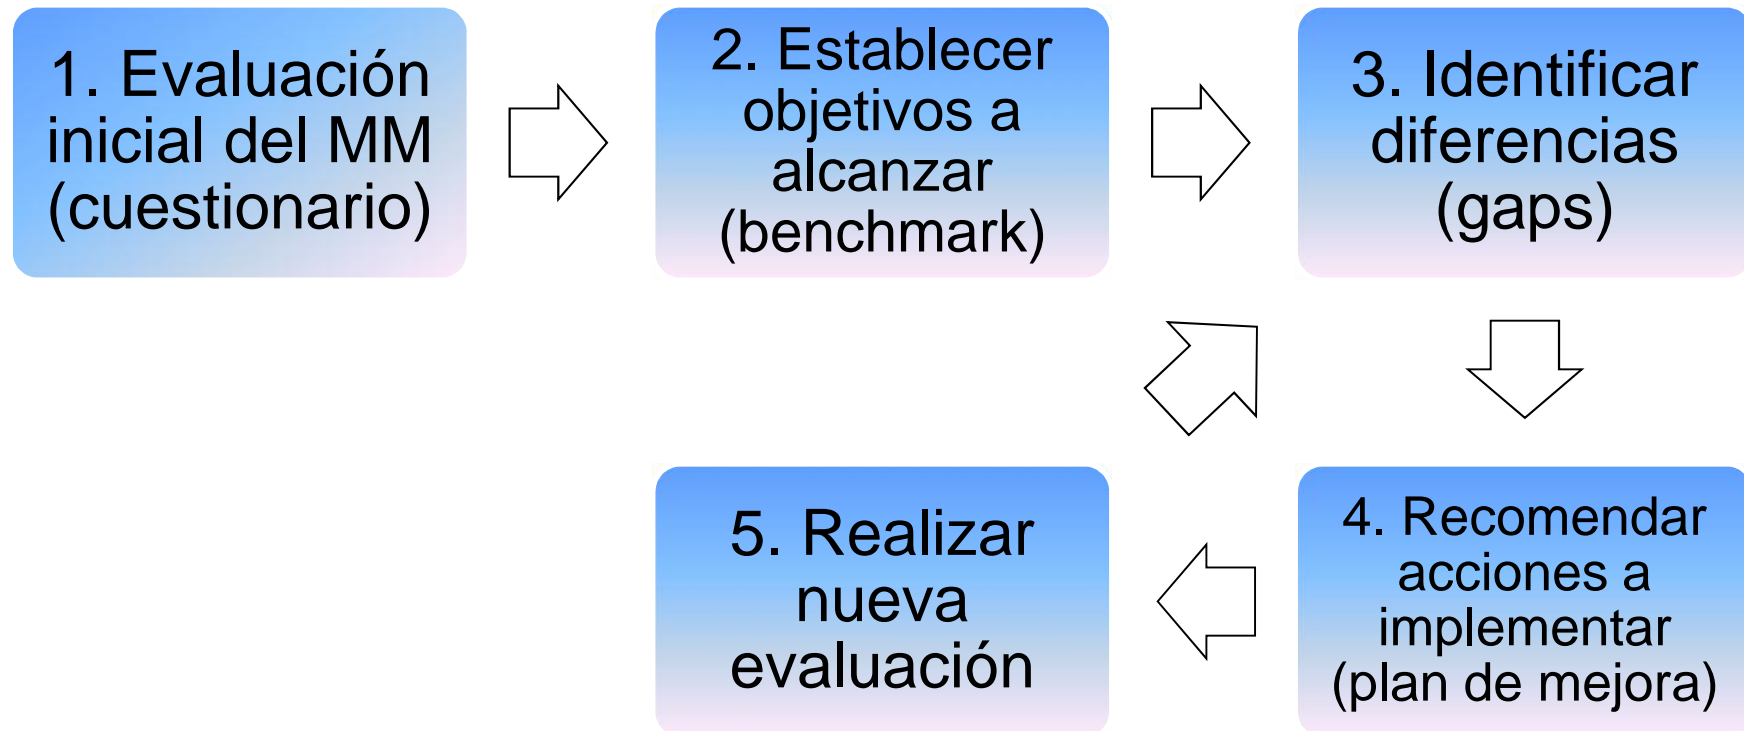 1. Evaluación
inicial del MM
(cuestionario)
2. Establecer
objetivos a
alcanzar
(benchmark)
3. Identificar
diferencias
(gaps)
4. Recomendar
acciones a
implementar
(plan de mejora)
5. Realizar
nueva
evaluación